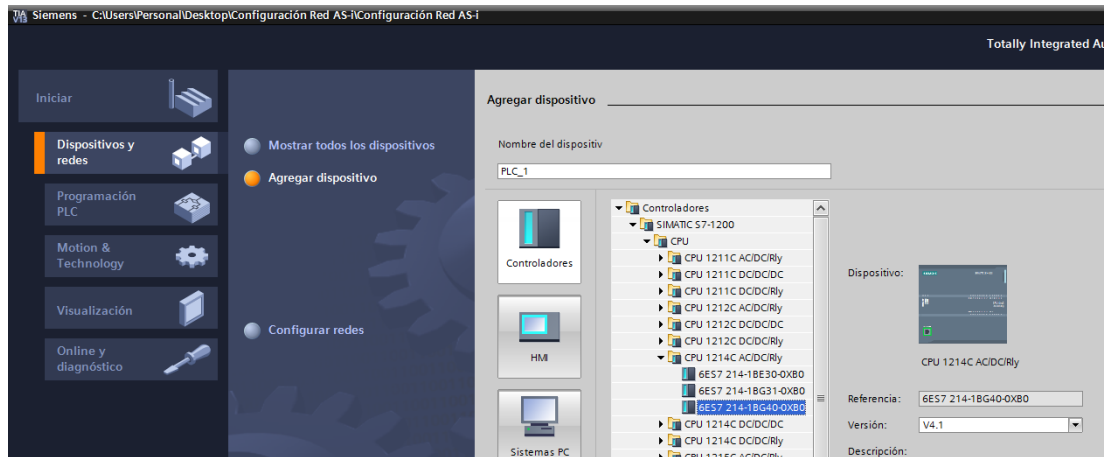 Siemens - C:\Users\Personal\Desktop\Configuración Red AS-i\Configuración Red AS-i
Totally Integrated Au
Iniciar
Dispositivos y
redes
Programación
PLC
Motion &
Technology
Visualización
Online y
diagnóstico
Mostrar todos los dispositivos
Agregar dispositivo
Configurar redes
Agregar dispositivo
Nombre del dispositiv
PLC_1
Controladores
HMI
Sistemas PC
Controladores
SIMATIC S7-1200
CPU
CPU 1211C AC/DC/Rly
CPU 1211C DC/DC/DC
CPU 1211C DC/DC/Rly
CPU 1212C AC/DC/Rly
CPU 1212C DC/DC/DC
CPU 1212C DC/DC/Rly
CPU 1214C AC/DC/Rly
6ES7 214-1BE30-0XB0
6ES7 214-1BG31-0XB0
6ES7 214-1BG40-0XB0
CPU 1214C DC/DC/DC
CPU 1214C DC/DC/Rly
CPU 1215C AC/DC/Rly
Dispositivo:
CPU 1214C AC/DC/Rly
Referencia:
6ES7 214-1BG40-0XB0
Versión:
V4.1
Descripción: